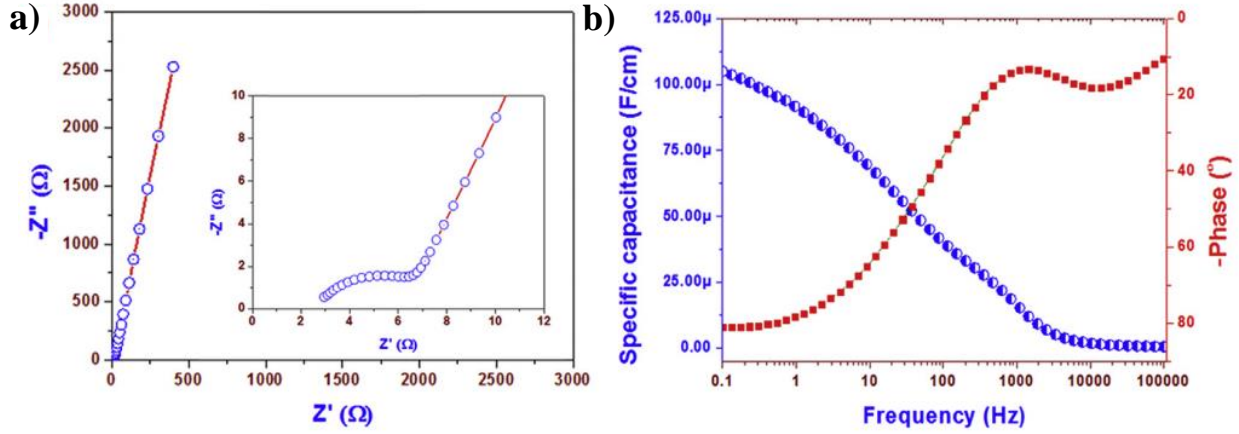 a)
3000
2500
2000
1500
1000
500
0
-Z" (Ω)
0 500 1000 1500 2000 2500 3000
Z' (Ω)
10
8
6
4
2
0
-Z" (Ω)
0 2 4 6 8 10 12
Z' (Ω)
b)
125.00µ
100.00µ
75.00µ
50.00µ
25.00µ
0.00
Specific capacitance (F/cm)
0.1 1 10 100 1000 10000 100000
Frequency (Hz)
0
20
40
60
80
-Phase (°)